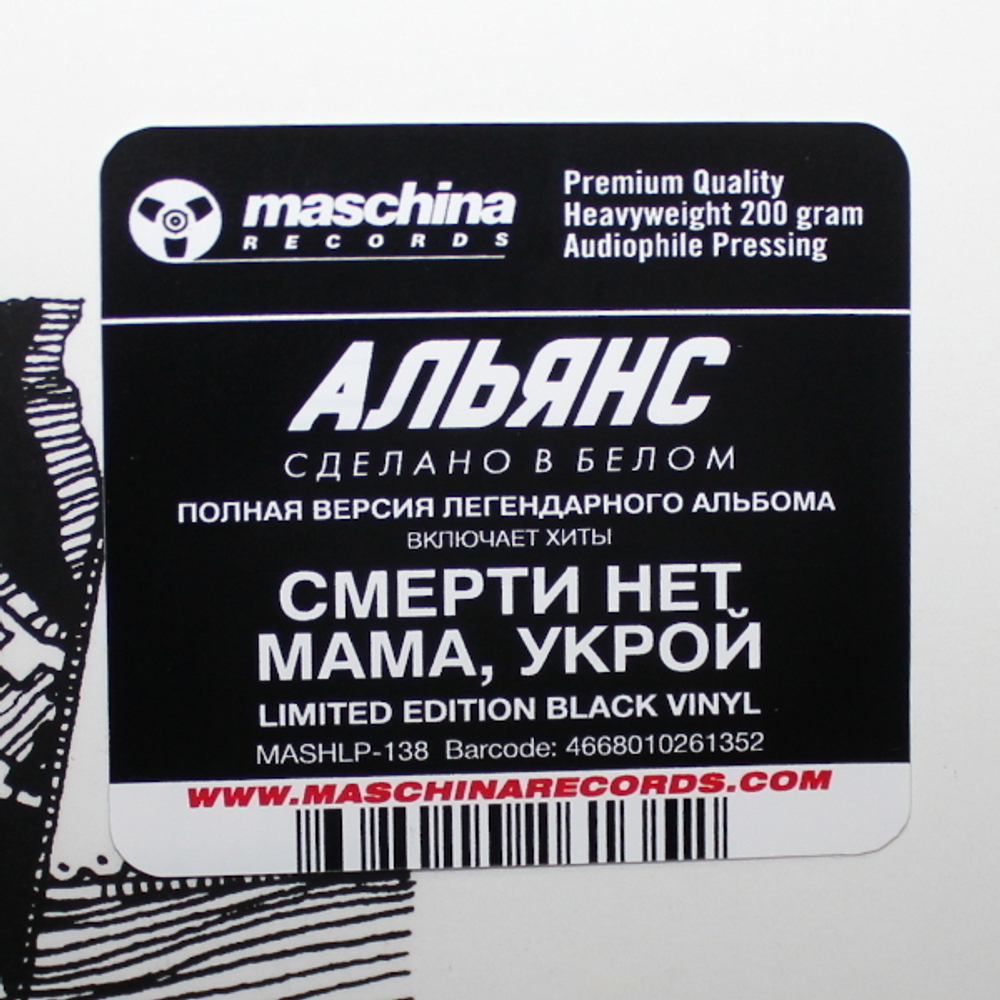 maschina
RECORDS
Premium Quality
Heavyweight 200 gram
Audiophile Pressing
АЛЬЯНС
СДЕЛАНО В БЕЛОМ
ПОЛНАЯ ВЕРСИЯ ЛЕГЕНДАРНОГО АЛЬБОМА
ВКЛЮЧАЕТ ХИТЫ
СМЕРТИ НЕТ
МАМА, УКРОЙ
LIMITED EDITION BLACK VINYL
MASHLP-138 Barcode: 4668010261352
WWW.MASCHINARECORDS.COM